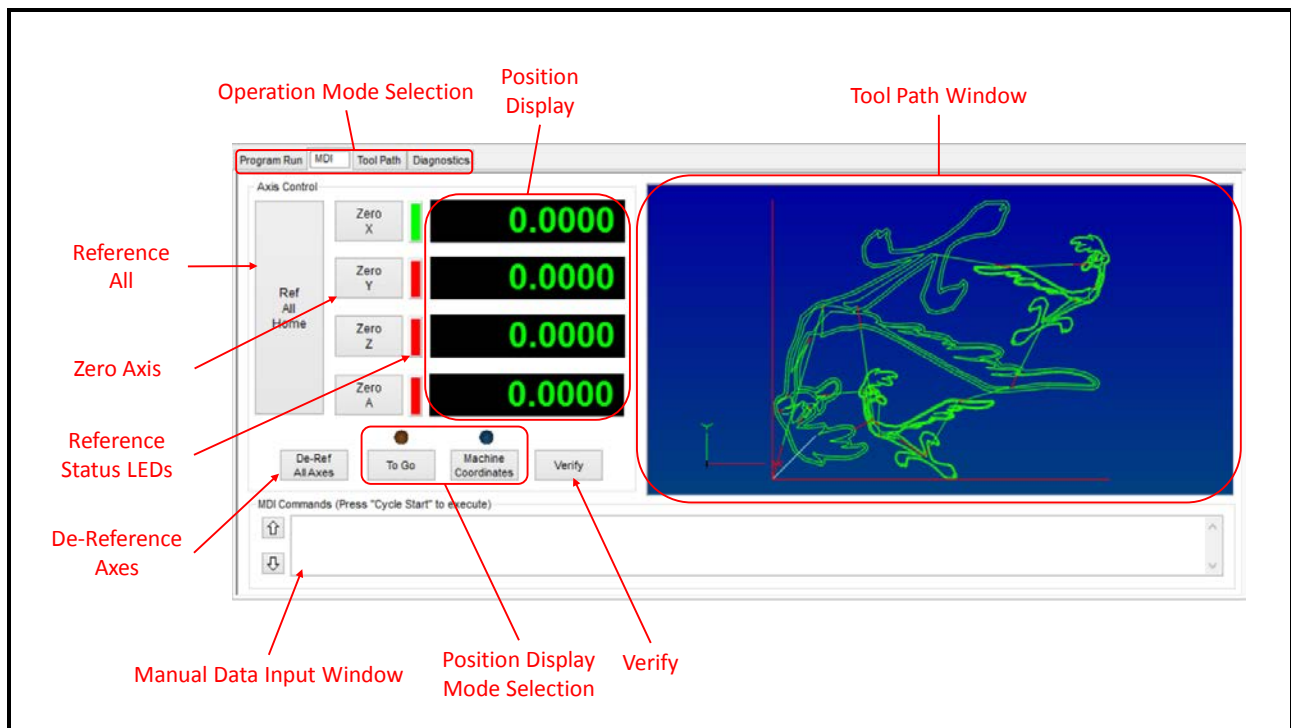 Operation Mode Selection
Position
Display
Tool Path Window
Program Run MDI Tool Path Diagnostics
Axis Control
Reference
All
Ref
All
Home
Zero
X
0.0000
Zero
Y
0.0000
Zero
Z
0.0000
Zero
A
0.0000
Zero Axis
Reference
Status LEDs
De-Ref
All Axes
To Go
Machine
Coordinates
Verify
Y
MDI Commands (Press "Cycle Start" to execute)
De-Reference
Axes
Manual Data Input Window
Position Display
Mode Selection
Verify